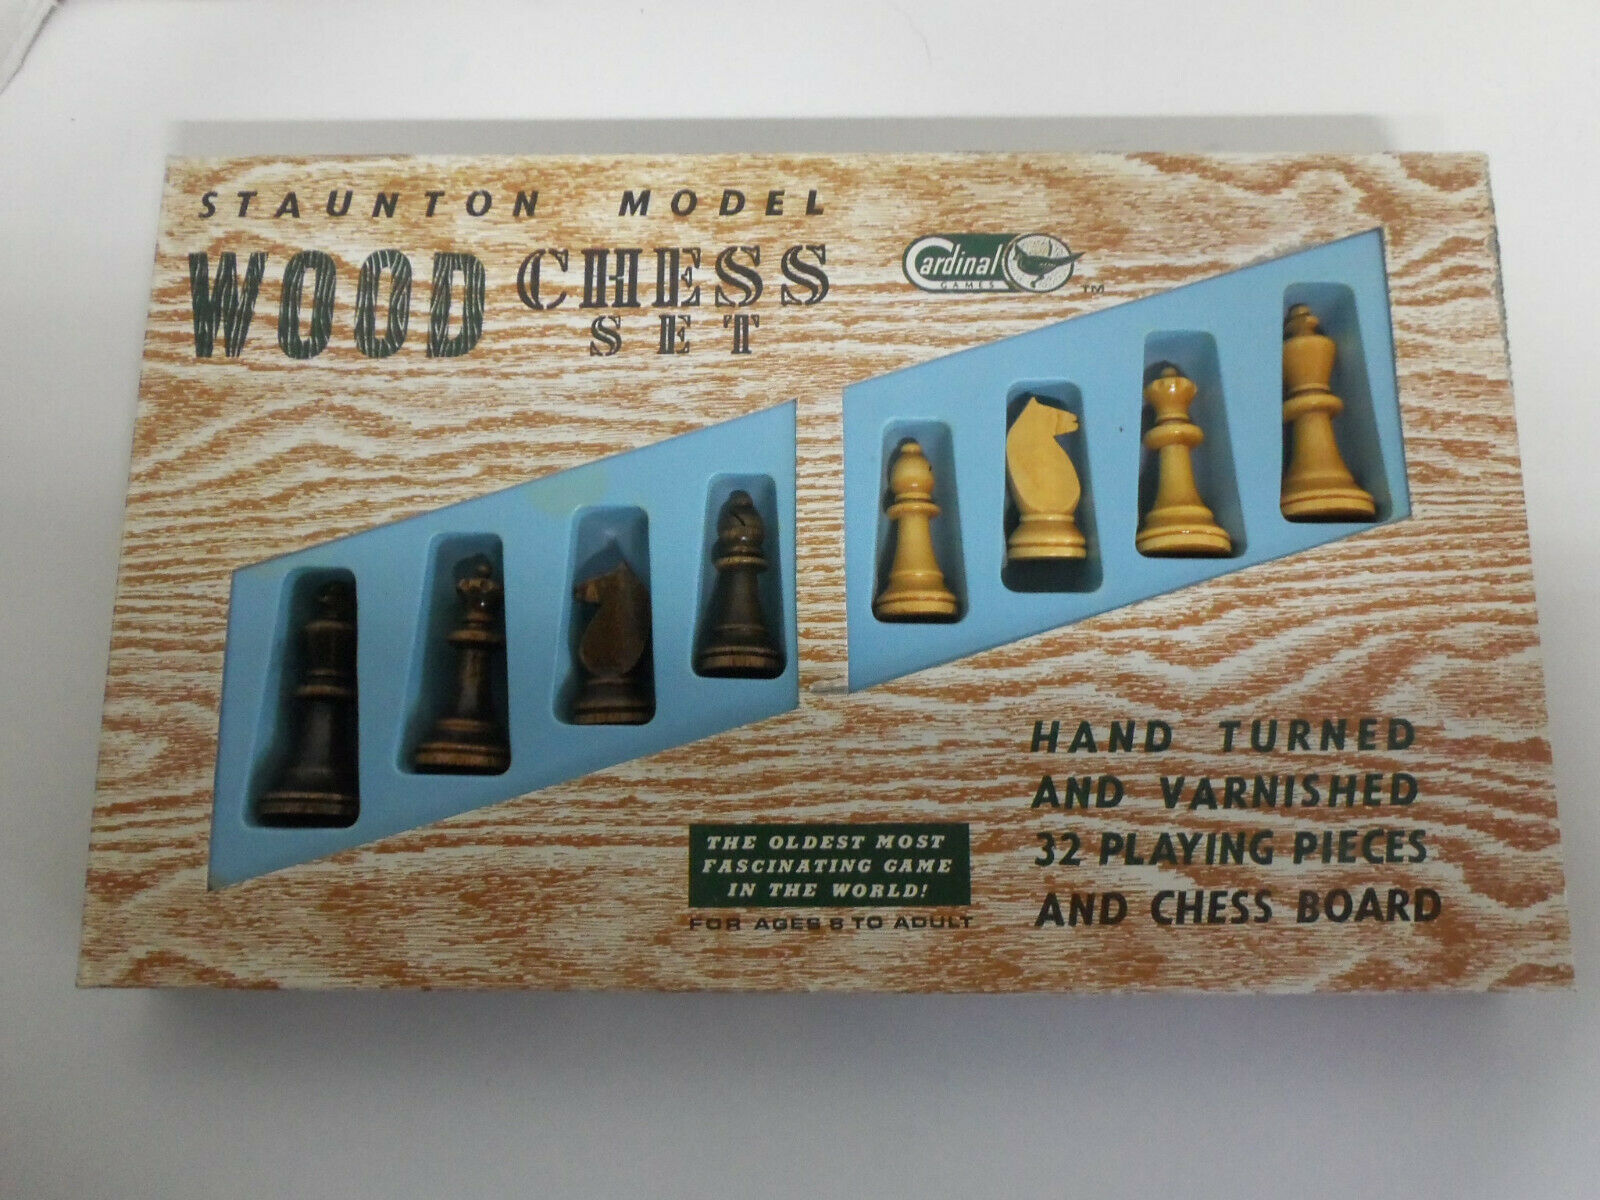 STAUNTON MODEL
WOOD CHESS
SET
Cardinal
GAMES
TM
HAND TURNED
AND VARNISHED
32 PLAYING PIECES
AND CHESS BOARD
THE OLDEST MOST
FASCINATING GAME
IN THE WORLD!
FOR AGES 8 TO ADULT